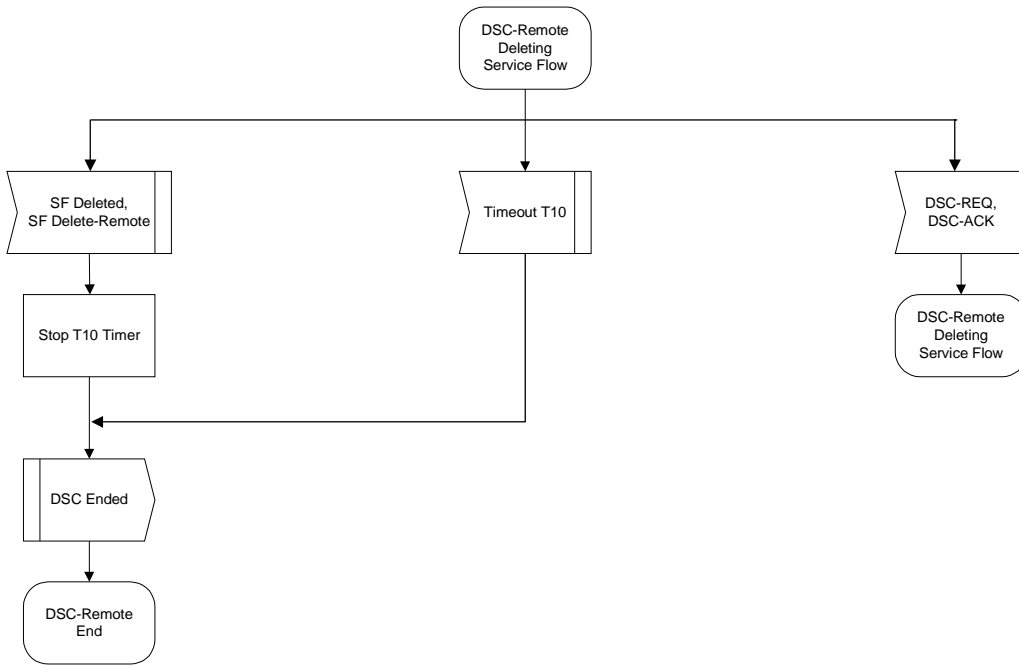 DSC-Remote
Deleting
Service Flow
SF Deleted,
SF Delete-Remote
Timeout T10
DSC-REQ,
DSC-ACK
Stop T10 Timer
DSC-Remote
Deleting
Service Flow
DSC Ended
DSC-Remote
End